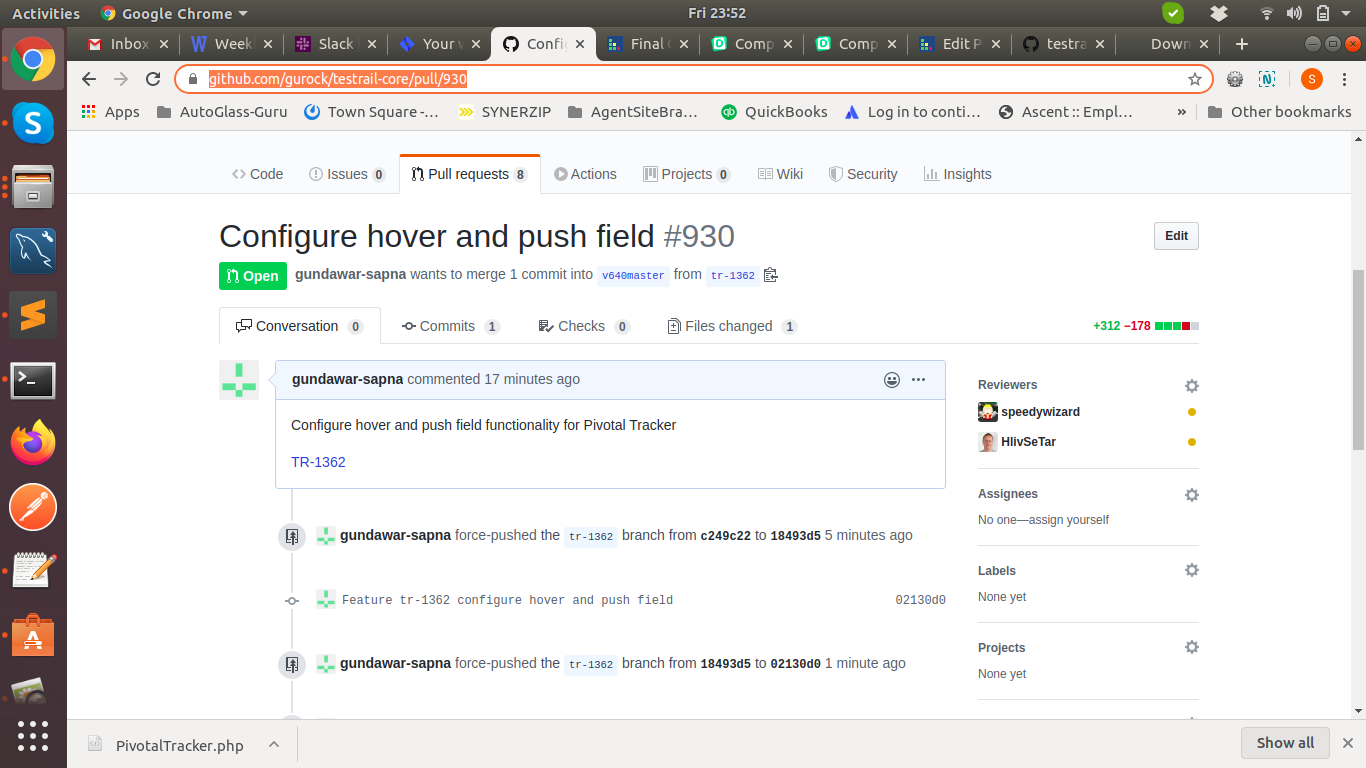 Activities Google Chrome Fri 23:52
Inbox Week Slack Your v Config Final C Comp Comp Edit P testra Down
github.com/gurock/testrail-core/pull/930 S
Apps AutoGlass-Guru Town Square -… SYNERZIP AgentSiteBra… QuickBooks Log in to conti… Ascent :: Empl… » Other bookmarks
Code Issues 0 Pull requests 8 Actions Projects 0 Wiki Security Insights
Configure hover and push field #930
Edit
Open gundawar-sapna wants to merge 1 commit into v640master from tr-1362
Conversation 0 Commits 1 Checks 0 Files changed 1 +312 −178
gundawar-sapna commented 17 minutes ago
Configure hover and push field functionality for Pivotal Tracker
TR-1362
gundawar-sapna force-pushed the tr-1362 branch from c249c22 to 18493d5 5 minutes ago
Feature tr-1362 configure hover and push field 02130d0
gundawar-sapna force-pushed the tr-1362 branch from 18493d5 to 02130d0 1 minute ago
Reviewers
speedywizard
HlivSeTar
Assignees
No one—assign yourself
Labels
None yet
Projects
None yet
PivotalTracker.php Show all